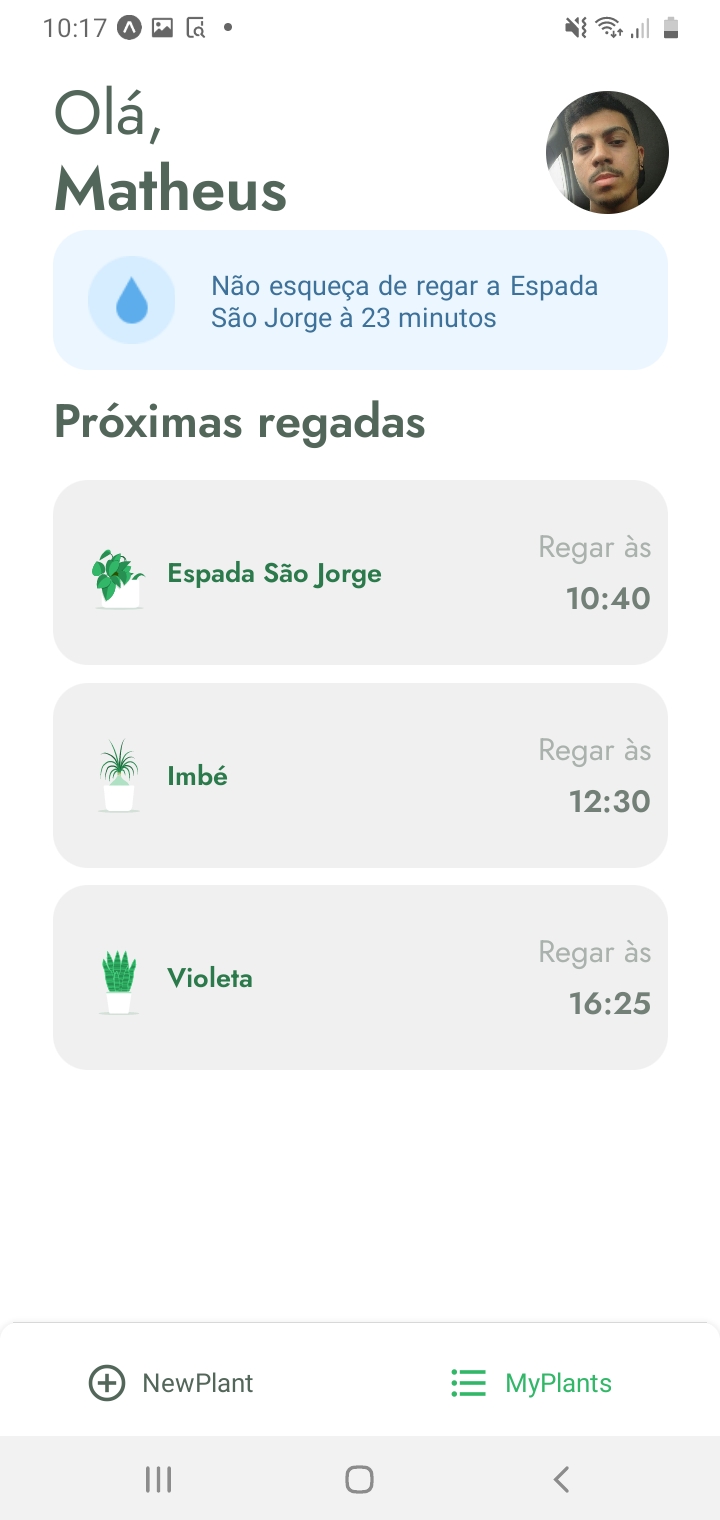 10:17
Olá,
Matheus
Não esqueça de regar a Espada
São Jorge à 23 minutos
Próximas regadas
Regar às
Espada São Jorge
10:40
Regar às
Imbé
12:30
Regar às
Violeta
16:25
NewPlant
MyPlants